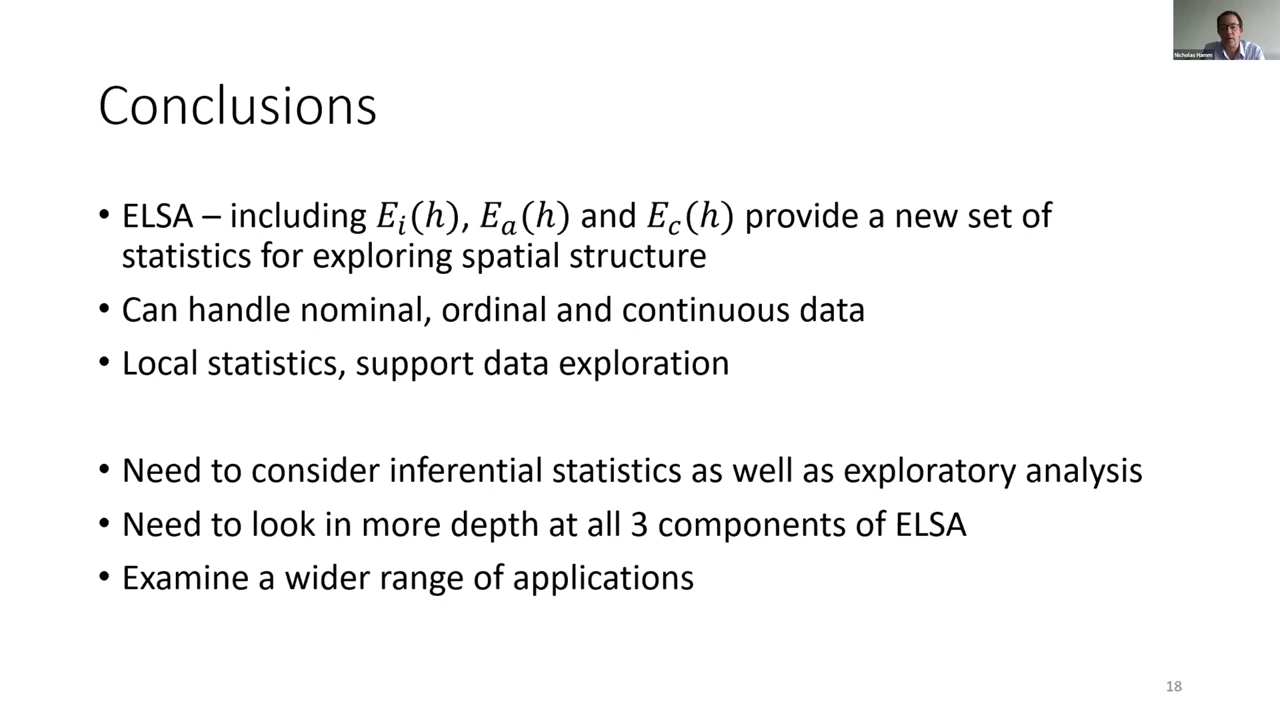 Nicholas Hamm
Conclusions
• ELSA – including E_i(h), E_a(h) and E_c(h) provide a new set of
statistics for exploring spatial structure
• Can handle nominal, ordinal and continuous data
• Local statistics, support data exploration
• Need to consider inferential statistics as well as exploratory analysis
• Need to look in more depth at all 3 components of ELSA
• Examine a wider range of applications
18